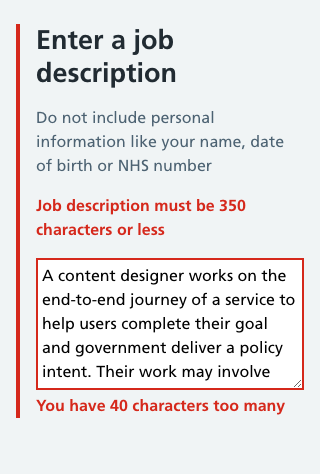 Enter a job
description
Do not include personal
information like your name, date
of birth or NHS number
Job description must be 350
characters or less
A content designer works on the
end-to-end journey of a service to
help users complete their goal
and government deliver a policy
intent. Their work may involve
You have 40 characters too many